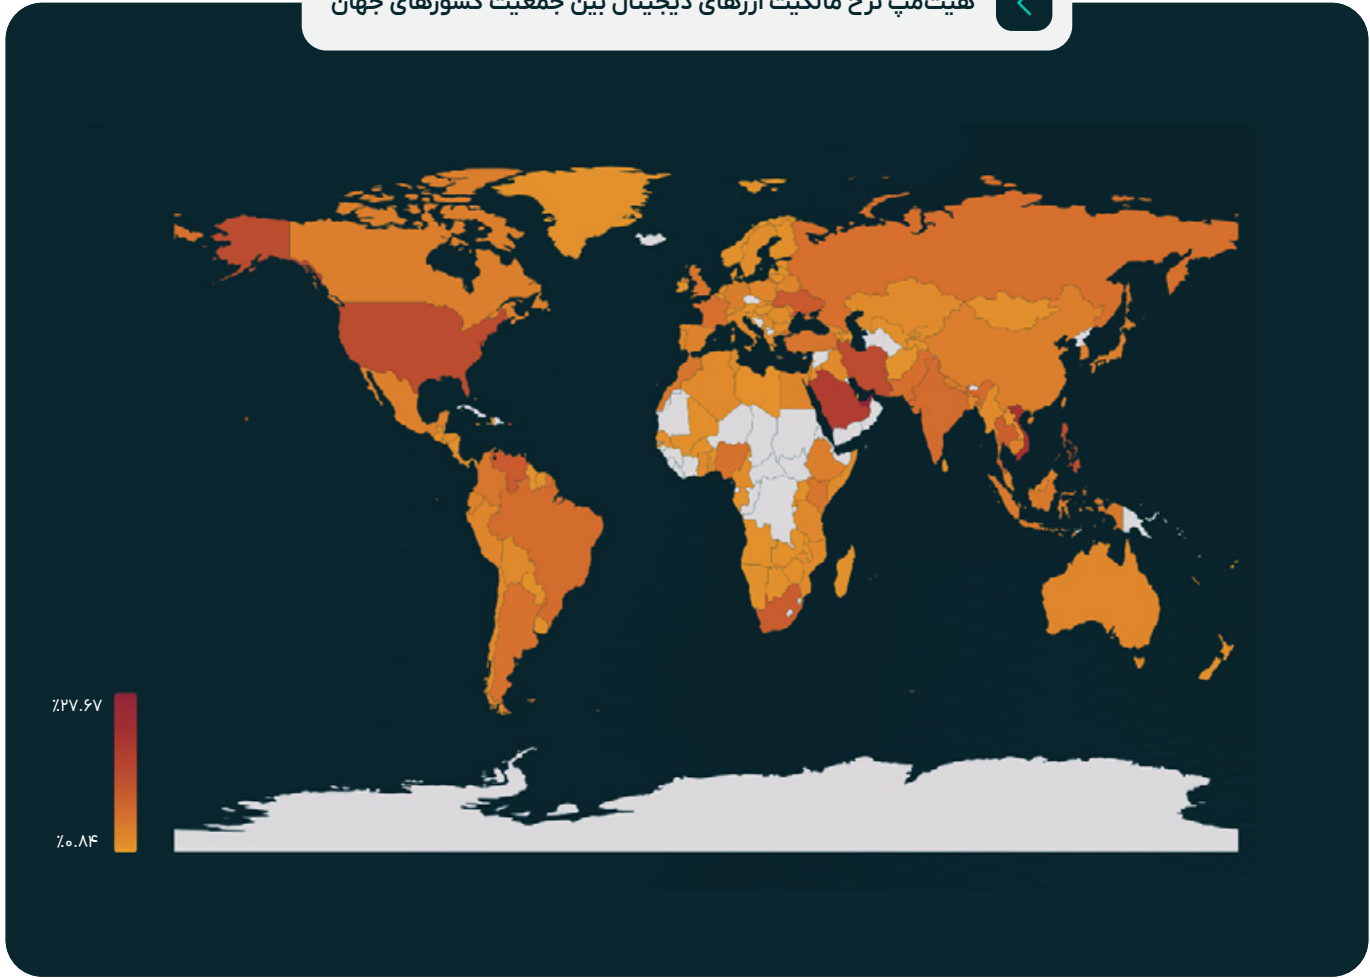 هیت‌مپ نرخ مالکیت ارزهای دیجیتال بین جمعیت کشورهای جهان
٪۲۷.۶۷
٪۰.۸۴